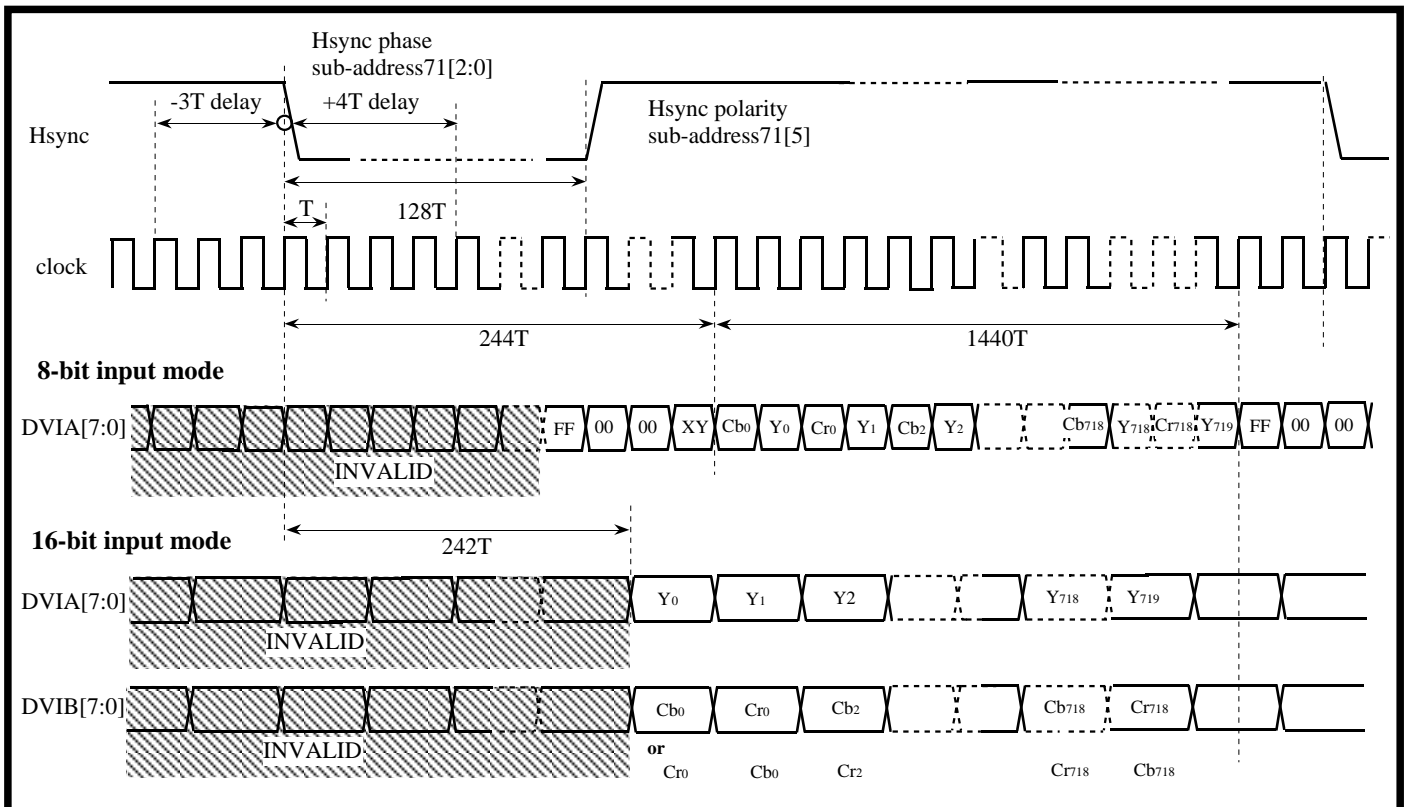 Hsync phase
sub-address71[2:0]
-3T delay
+4T delay
Hsync polarity
sub-address71[5]
Hsync
T
128T
clock
244T
1440T
8-bit input mode
DVIA[7:0]
FF 00 00 XY Cb0 Y0 Cr0 Y1 Cb2 Y2 Cb718 Y718 Cr718 Y719 FF 00 00
INVALID
16-bit input mode
242T
DVIA[7:0]
Y0 Y1 Y2 Y718 Y719
INVALID
DVIB[7:0]
Cb0 Cr0 Cb2 Cb718 Cr718
INVALID
or
Cr0 Cb0 Cr2 Cr718 Cb718